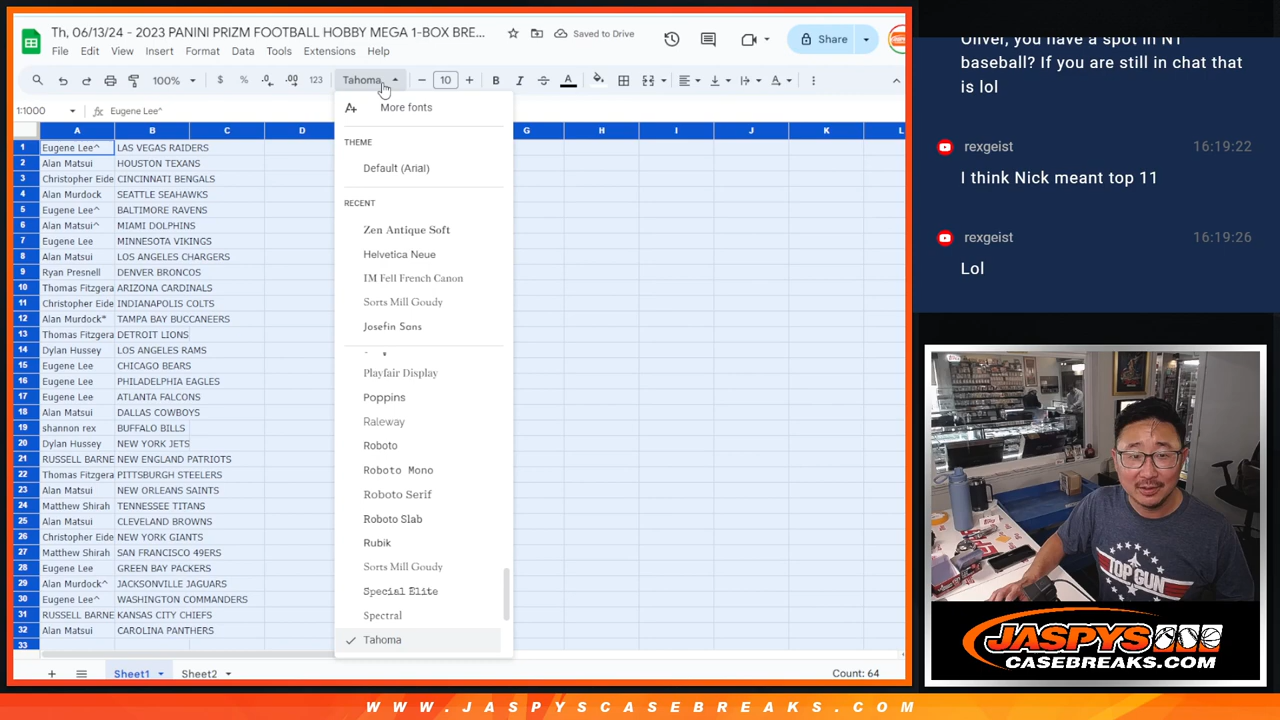 Th, 06/13/24 - 2023 PANINI PRIZM FOOTBALL HOBBY MEGA 1-BOX BRE...
Saved to Drive
Share
File Edit View Insert Format Data Tools Extensions Help
100% $ % .0 .00 123 Tahoma 10 B I A
1:1000 fx Eugene Lee^
A B C D G H I J K L
1 Eugene Lee^ LAS VEGAS RAIDERS
2 Alan Matsui HOUSTON TEXANS
3 Christopher Eide CINCINNATI BENGALS
4 Alan Murdock SEATTLE SEAHAWKS
5 Eugene Lee^ BALTIMORE RAVENS
6 Alan Matsui^ MIAMI DOLPHINS
7 Eugene Lee MINNESOTA VIKINGS
8 Alan Matsui LOS ANGELES CHARGERS
9 Ryan Presnell DENVER BRONCOS
10 Thomas Fitzgera ARIZONA CARDINALS
11 Christopher Eide INDIANAPOLIS COLTS
12 Alan Murdock* TAMPA BAY BUCCANEERS
13 Thomas Fitzgera DETROIT LIONS
14 Dylan Hussey LOS ANGELES RAMS
15 Eugene Lee CHICAGO BEARS
16 Eugene Lee PHILADELPHIA EAGLES
17 Eugene Lee ATLANTA FALCONS
18 Alan Matsui DALLAS COWBOYS
19 shannon rex BUFFALO BILLS
20 Dylan Hussey NEW YORK JETS
21 RUSSELL BARNE NEW ENGLAND PATRIOTS
22 Thomas Fitzgera PITTSBURGH STEELERS
23 Alan Matsui NEW ORLEANS SAINTS
24 Matthew Shirah TENNESSEE TITANS
25 Alan Matsui CLEVELAND BROWNS
26 Christopher Eide NEW YORK GIANTS
27 Matthew Shirah SAN FRANCISCO 49ERS
28 Eugene Lee GREEN BAY PACKERS
29 Alan Murdock^ JACKSONVILLE JAGUARS
30 Eugene Lee^ WASHINGTON COMMANDERS
31 RUSSELL BARNE KANSAS CITY CHIEFS
32 Alan Matsui CAROLINA PANTHERS
33
More fonts
THEME
Default (Arial)
RECENT
Zen Antique Soft
Helvetica Neue
IM Fell French Canon
Sorts Mill Goudy
Josefin Sans
Playfair Display
Poppins
Raleway
Roboto
Roboto Mono
Roboto Serif
Roboto Slab
Rubik
Sorts Mill Goudy
Special Elite
Spectral
Tahoma
Sheet1 Sheet2 Count: 64
Oliver, you have a spot in NT
baseball? If you are still in chat that
is lol
rexgeist 16:19:22
I think Nick meant top 11
rexgeist 16:19:26
Lol
TOP GUN
JASPYS
CASEBREAKS.COM
WWW.JASPYSCASEBREAKS.COM